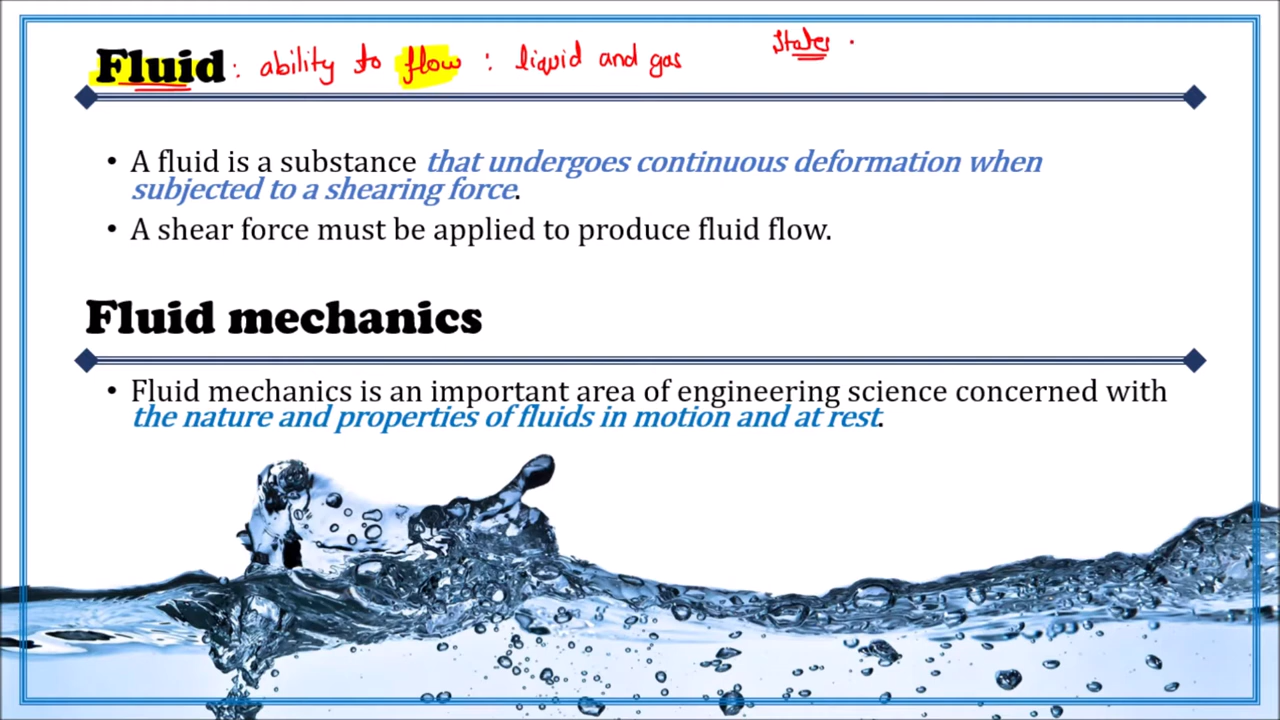 Fluid : ability to flow : liquid and gas States .
• A fluid is a substance that undergoes continuous deformation when
subjected to a shearing force.
• A shear force must be applied to produce fluid flow.
Fluid mechanics
• Fluid mechanics is an important area of engineering science concerned with
the nature and properties of fluids in motion and at rest.